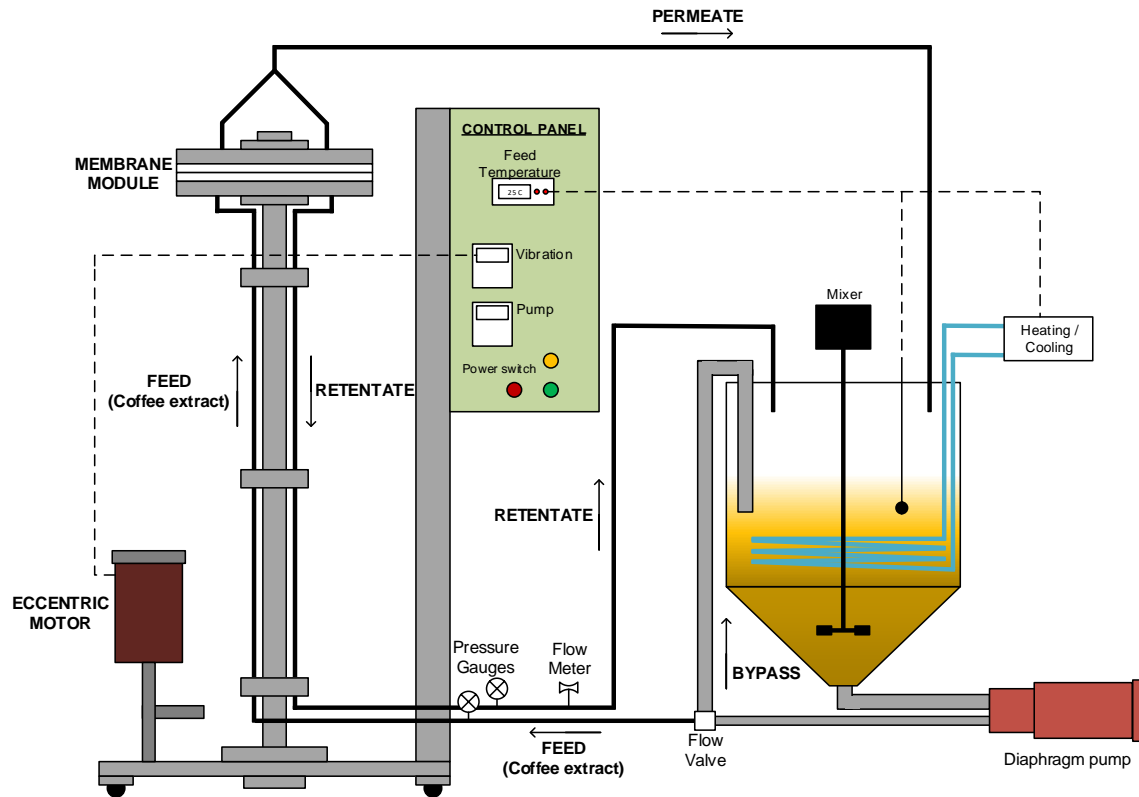 PERMEATE
CONTROL PANEL
Feed
Temperature
25C
MEMBRANE
MODULE
Vibration
Pump
Power switch
Mixer
Heating /
Cooling
FEED
(Coffee extract)
RETENTATE
RETENTATE
ECCENTRIC
MOTOR
Pressure
Gauges
Flow
Meter
BYPASS
FEED
(Coffee extract)
Flow
Valve
Diaphragm pump